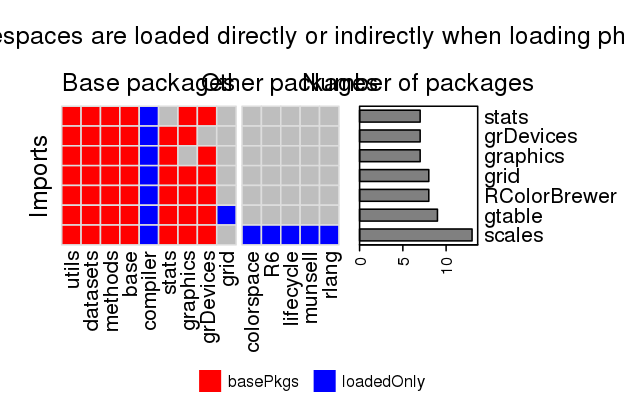 espaces are loaded directly or indirectly when loading ph
Base packages
Other packages
Number of packages
Imports
stats
grDevices
graphics
grid
RColorBrewer
gtable
scales
0
5
10
utils
datasets
methods
base
compiler
stats
graphics
grDevices
grid
colorspace
R6
lifecycle
munsell
rlang
basePkgs
loadedOnly